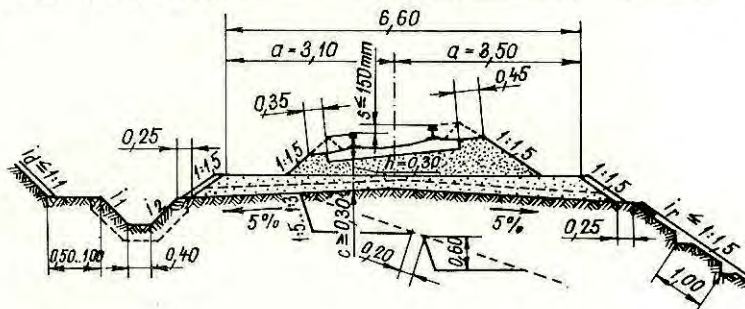 6,60
a = 3,10
a = 3,50
s ≤ 150mm
0,35
0,45
0,25
1:1,5
1:1,5
1:1,5
1:1,5
h = 0,30
i_d ≤ 1:1
i_1
i_2
i_r ≤ 1:1,5
5%
5%
c ≥ 0,30
0,25
0,50..1,00
0,40
0,20
0,60
1,00